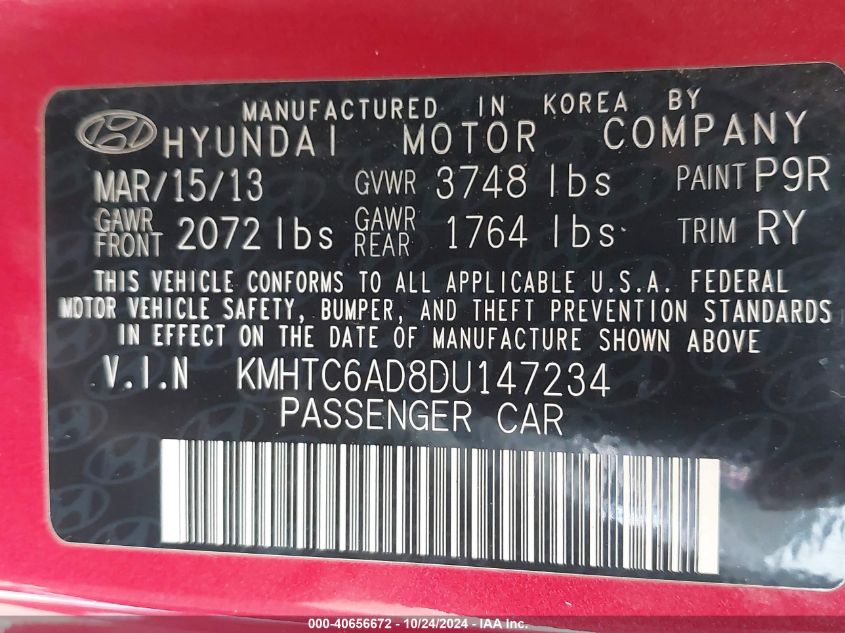 MANUFACTURED IN KOREA BY
HYUNDAI MOTOR COMPANY
MAR/15/13 GVWR 3748 lbs PAINT P9R
GAWR FRONT 2072 lbs GAWR REAR 1764 lbs TRIM RY
THIS VEHICLE CONFORMS TO ALL APPLICABLE U.S.A. FEDERAL
MOTOR VEHICLE SAFETY, BUMPER, AND THEFT PREVENTION STANDARDS
IN EFFECT ON THE DATE OF MANUFACTURE SHOWN ABOVE
V.I.N KMHTC6AD8DU147234
PASSENGER CAR
000-40656672 - 10/24/2024 - WWW.IAAI.COM